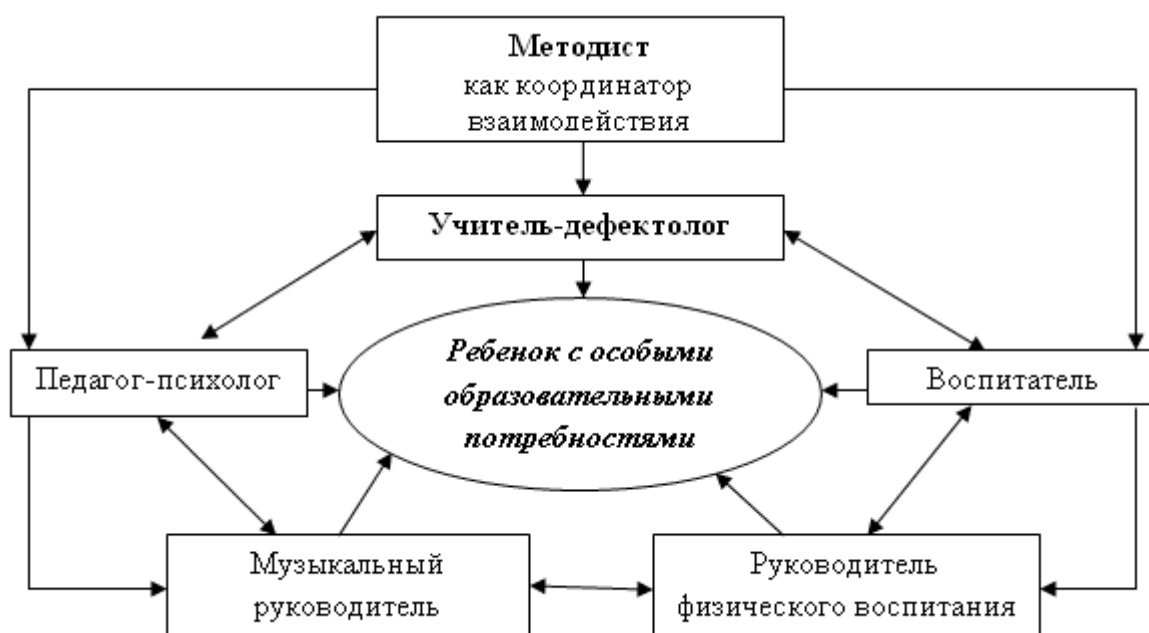 Методист
как координатор
взаимодействия
Учитель-дефектолог
Ребенок с особыми
образовательными
потребностями
Педагог-психолог
Воспитатель
Музыкальный
руководитель
Руководитель
физического воспитания